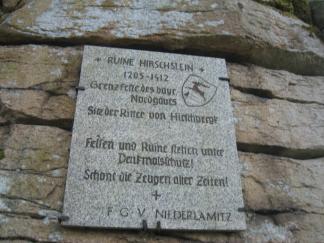 RUINE HIRSCHSTEIN
1205-1412
Grenzfeste des bayr.
Nordgaues
Sitz der Ritter von Hirschberg
Felsen und Ruine stehen unter
Denkmalschutz!
Schont die Zeugen alter Zeiten!
F G V NIEDERLAMITZ